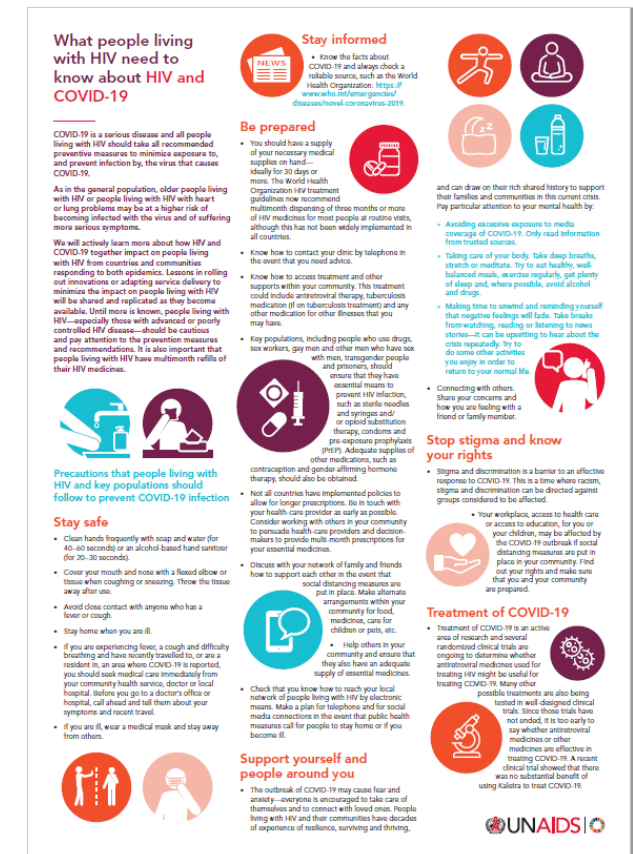 What people living
with HIV need to
know about HIV and
COVID-19
COVID-19 is a serious disease and all people
living with HIV should take all recommended
preventive measures to minimize exposure to,
and prevent infection by, the virus that causes
COVID-19.
As in the general population, older people living
with HIV or people living with HIV with heart
or lung problems may be at a higher risk of
becoming infected with the virus and of suffering
more serious symptoms.
We will actively learn more about how HIV and
COVID-19 together impact on people living
with HIV from countries and communities
responding to both epidemics. Lessons in rolling
out innovations or adapting service delivery to
minimize the impact on people living with HIV
will be shared and replicated as they become
available. Until more is known, people living with
HIV—especially those with advanced or poorly
controlled HIV disease—should be cautious
and pay attention to the prevention measures
and recommendations. It is also important that
people living with HIV have multimonth refills of
their HIV medicines.
Precautions that people living with
HIV and key populations should
follow to prevent COVID-19 infection
Stay safe
• Clean hands frequently with soap and water (for
40–60 seconds) or an alcohol-based hand sanitizer
(for 20–30 seconds).
• Cover your mouth and nose with a flexed elbow or
tissue when coughing or sneezing. Throw the tissue
away after use.
• Avoid close contact with anyone who has a
fever or cough.
• Stay home when you are ill.
• If you are experiencing fever, a cough and difficulty
breathing and have recently travelled to, or are a
resident in, an area where COVID-19 is reported,
you should seek medical care immediately from
your community health service, doctor or local
hospital. Before you go to a doctor's office or
hospital, call ahead and tell them about your
symptoms and recent travel.
• If you are ill, wear a medical mask and stay away
from others.
NEWS
Stay informed
• Know the facts about
COVID-19 and always check a
reliable source, such as the World
Health Organization: https://
www.who.int/emergencies/
diseases/novel-coronavirus-2019.
Be prepared
• You should have a supply
of your necessary medical
supplies on hand—
ideally for 30 days or
more. The World Health
Organization HIV treatment
guidelines now recommend
multimonth dispensing of three months or more
of HIV medicines for most people at routine visits,
although this has not been widely implemented in
all countries.
• Know how to contact your clinic by telephone in
the event that you need advice.
• Know how to access treatment and other
supports within your community. This treatment
could include antiretroviral therapy, tuberculosis
medication (if on tuberculosis treatment) and any
other medication for other illnesses that you
may have.
• Key populations, including people who use drugs,
sex workers, gay men and other men who have sex
with men, transgender people
and prisoners, should
ensure that they have
essential means to
prevent HIV infection,
such as sterile needles
and syringes and/
or opioid substitution
therapy, condoms and
pre-exposure prophylaxis
(PrEP). Adequate supplies of
other medications, such as
contraception and gender-affirming hormone
therapy, should also be obtained.
• Not all countries have implemented policies to
allow for longer prescriptions. Be in touch with
your health-care provider as early as possible.
Consider working with others in your community
to persuade health-care providers and decision-
makers to provide multi-month prescriptions for
your essential medicines.
• Discuss with your network of family and friends
how to support each other in the event that
social distancing measures are
put in place. Make alternate
arrangements within your
community for food,
medicines, care for
children or pets, etc.
• Help others in your
community and ensure that
they also have an adequate
supply of essential medicines.
• Check that you know how to reach your local
network of people living with HIV by electronic
means. Make a plan for telephone and for social
media connections in the event that public health
measures call for people to stay home or if you
become ill.
Support yourself and
people around you
• The outbreak of COVID-19 may cause fear and
anxiety—everyone is encouraged to take care of
themselves and to connect with loved ones. People
living with HIV and their communities have decades
of experience of resilience, surviving and thriving,
and can draw on their rich shared history to support
their families and communities in this current crisis.
Pay particular attention to your mental health by:
• Avoiding excessive exposure to media
coverage of COVID-19. Only read information
from trusted sources.
• Taking care of your body. Take deep breaths,
stretch or meditate. Try to eat healthy, well-
balanced meals, exercise regularly, get plenty
of sleep and, where possible, avoid alcohol
and drugs.
• Making time to unwind and reminding yourself
that negative feelings will fade. Take breaks
from watching, reading or listening to news
stories—it can be upsetting to hear about the
crisis repeatedly. Try to
do some other activities
you enjoy in order to
return to your normal life.
• Connecting with others.
Share your concerns and
how you are feeling with a
friend or family member.
Stop stigma and know
your rights
• Stigma and discrimination is a barrier to an effective
response to COVID-19. This is a time where racism,
stigma and discrimination can be directed against
groups considered to be affected.
• Your workplace, access to health care
or access to education, for you or
your children, may be affected by
the COVID-19 outbreak if social
distancing measures are put in
place in your community. Find
out your rights and make sure
that you and your community
are prepared.
Treatment of COVID-19
• Treatment of COVID-19 is an active
area of research and several
randomized clinical trials are
ongoing to determine whether
antiretroviral medicines used for
treating HIV might be useful for
treating COVID-19. Many other
possible treatments are also being
tested in well-designed clinical
trials. Since those trials have
not ended, it is too early to
say whether antiretroviral
medicines or other
medicines are effective in
treating COVID-19. A recent
clinical trial showed that there
was no substantial benefit of
using Kaletra to treat COVID-19.
UNAIDS